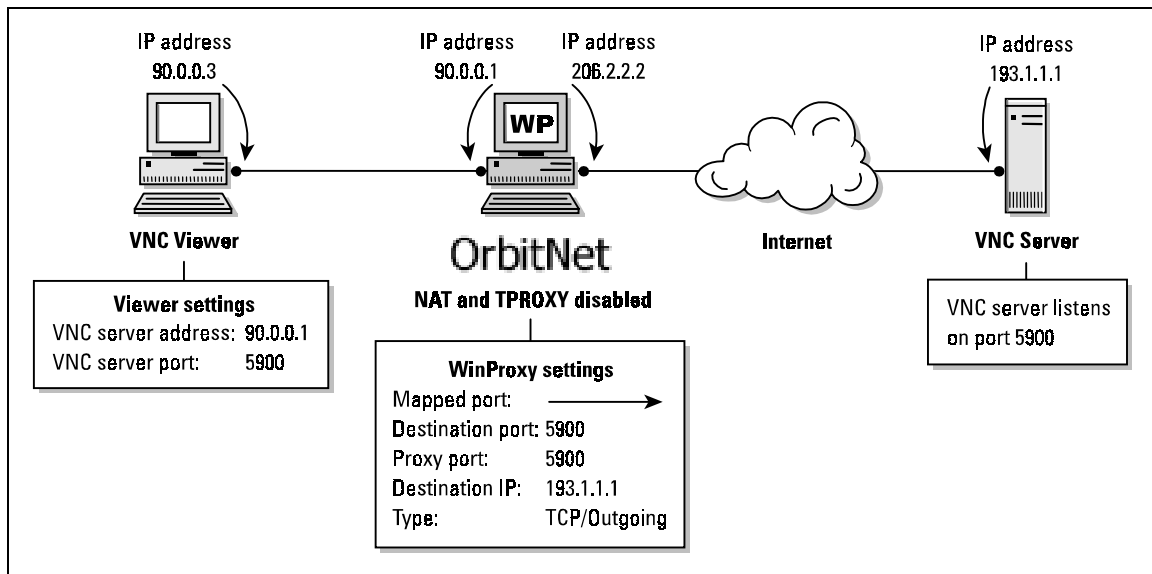 IP address
90.0.0.3
IP address
90.0.0.1
IP address
206.2.2.2
IP address
193.1.1.1
WP
VNC Viewer
OrbitNet
NAT and TPROXY disabled
Internet
VNC Server
Viewer settings
VNC server address: 90.0.0.1
VNC server port: 5900
WinProxy settings
Mapped port:
Destination port: 5900
Proxy port: 5900
Destination IP: 193.1.1.1
Type: TCP/Outgoing
VNC server listens
on port 5900